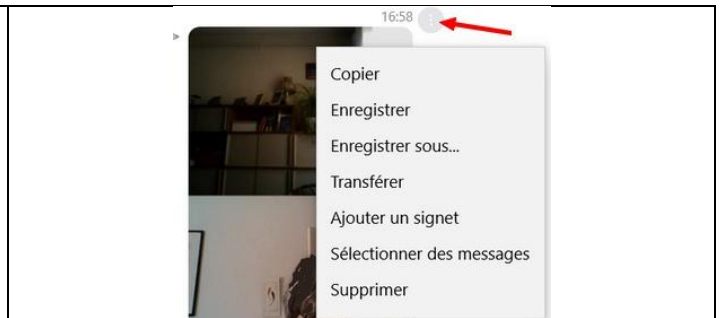 16:58
Copier
Enregistrer
Enregistrer sous...
Transférer
Ajouter un signet
Sélectionner des messages
Supprimer